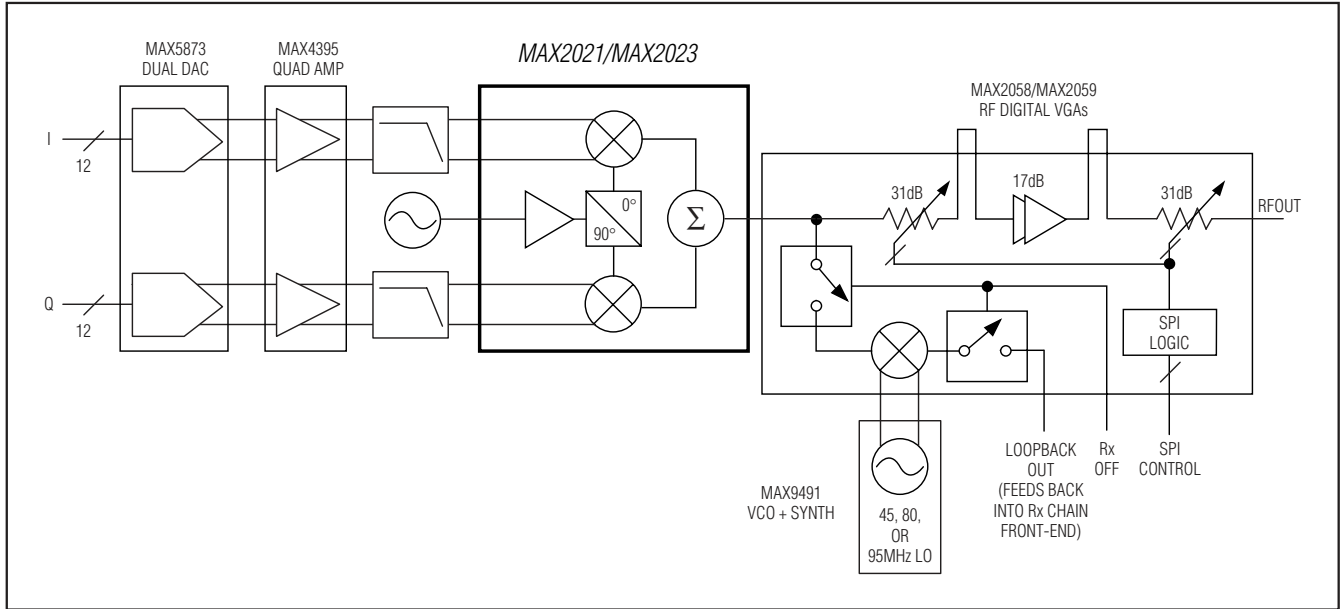 MAX5873
DUAL DAC
MAX4395
QUAD AMP
MAX2021/MAX2023
MAX2058/MAX2059
RF DIGITAL VGAs
I
12
31dB
17dB
31dB
RFOUT
0°
90°
Σ
Q
12
SPI
LOGIC
MAX9491
VCO + SYNTH
45, 80,
OR
95MHz LO
LOOPBACK
OUT
(FEEDS BACK
INTO Rx CHAIN
FRONT-END)
Rx
OFF
SPI
CONTROL